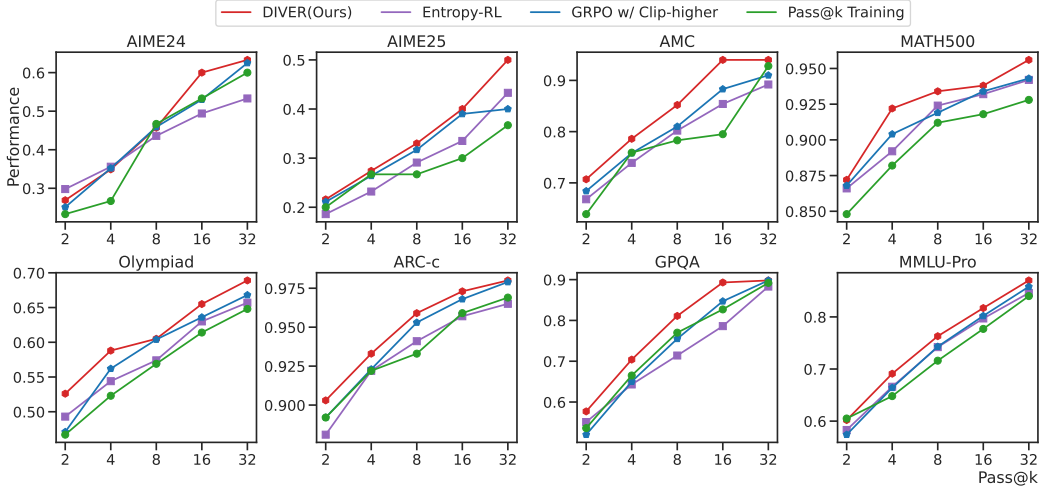 DIVER(Ours) Entropy-RL GRPO w/ Clip-higher Pass@k Training
AIME24 AIME25 AMC MATH500
Performance
0.6 0.5 0.4 0.3
2 4 8 16 32
0.5 0.4 0.3 0.2
2 4 8 16 32
0.9 0.8 0.7
2 4 8 16 32
0.950 0.925 0.900 0.875 0.850
2 4 8 16 32
Olympiad ARC-c GPQA MMLU-Pro
0.70 0.65 0.60 0.55 0.50
2 4 8 16 32
0.975 0.950 0.925 0.900
2 4 8 16 32
0.9 0.8 0.7 0.6
2 4 8 16 32
0.8 0.7 0.6
2 4 8 16 32
Pass@k